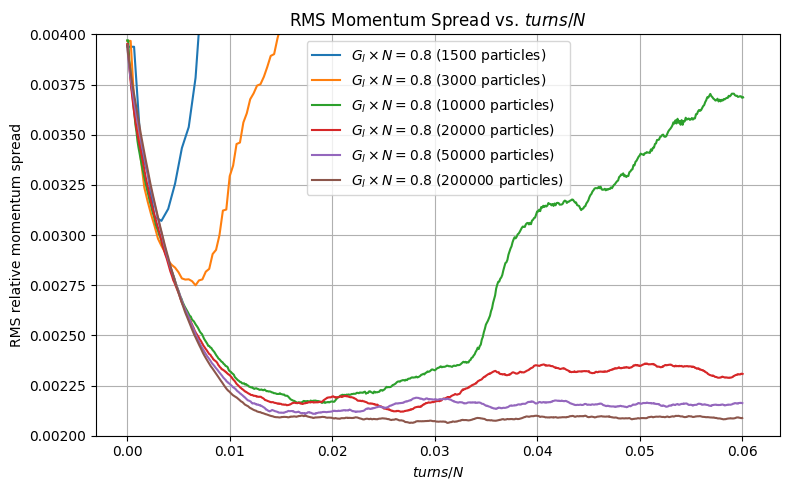 RMS Momentum Spread vs. turns/N
RMS relative momentum spread
0.00400
0.00375
0.00350
0.00325
0.00300
0.00275
0.00250
0.00225
0.00200
G_l × N = 0.8 (1500 particles)
G_l × N = 0.8 (3000 particles)
G_l × N = 0.8 (10000 particles)
G_l × N = 0.8 (20000 particles)
G_l × N = 0.8 (50000 particles)
G_l × N = 0.8 (200000 particles)
0.00 0.01 0.02 0.03 0.04 0.05 0.06
turns/N